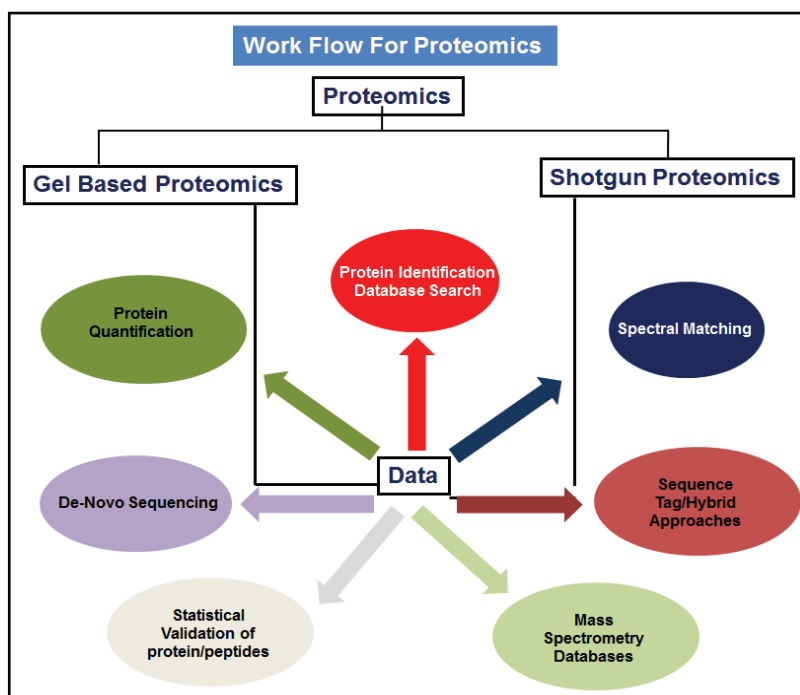 Work Flow For Proteomics
Proteomics
Gel Based Proteomics
Shotgun Proteomics
Protein Identification
Database Search
Protein
Quantification
Spectral Matching
Data
De-Novo Sequencing
Sequence
Tag/Hybrid
Approaches
Statistical
Validation of
protein/peptides
Mass
Spectrometry
Databases